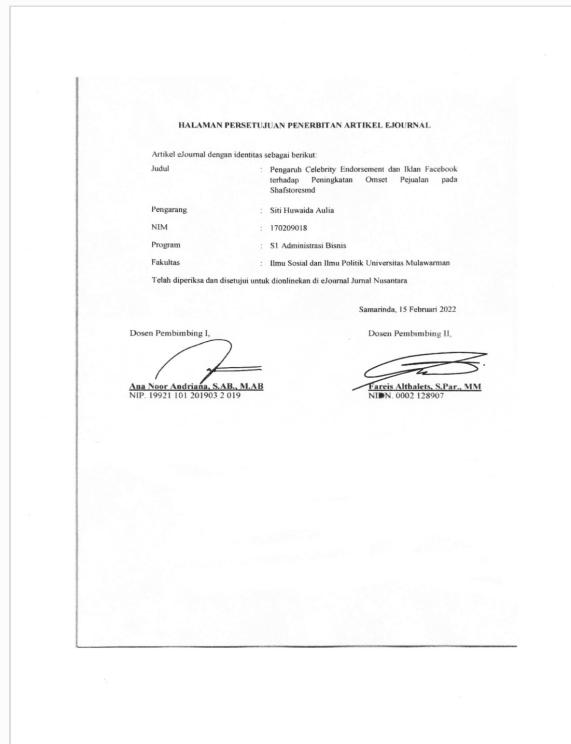 HALAMAN PERSETUJUAN PENERBITAN ARTIKEL EJOURNAL
Artikel eJournal dengan identitas sebagai berikut:
Judul : Pengaruh Celebrity Endorsement dan Iklan Facebook
terhadap Peningkatan Omset Pejualan pada
Shafstoresmd
Pengarang : Siti Huwaida Aulia
NIM : 170209018
Program : S1 Administrasi Bisnis
Fakultas : Ilmu Sosial dan Ilmu Politik Universitas Mulawarman
Telah diperiksa dan disetujui untuk dionlinekan di eJournal Jurnal Nusantara
Samarinda, 15 Februari 2022
Dosen Pembimbing I, Dosen Pembimbing II,
Ana Noor Andriana, S.AB., M.AB Fareis Althalets, S.Par., MM
NIP. 19921 101 201903 2 019 NIDN. 0002 128907